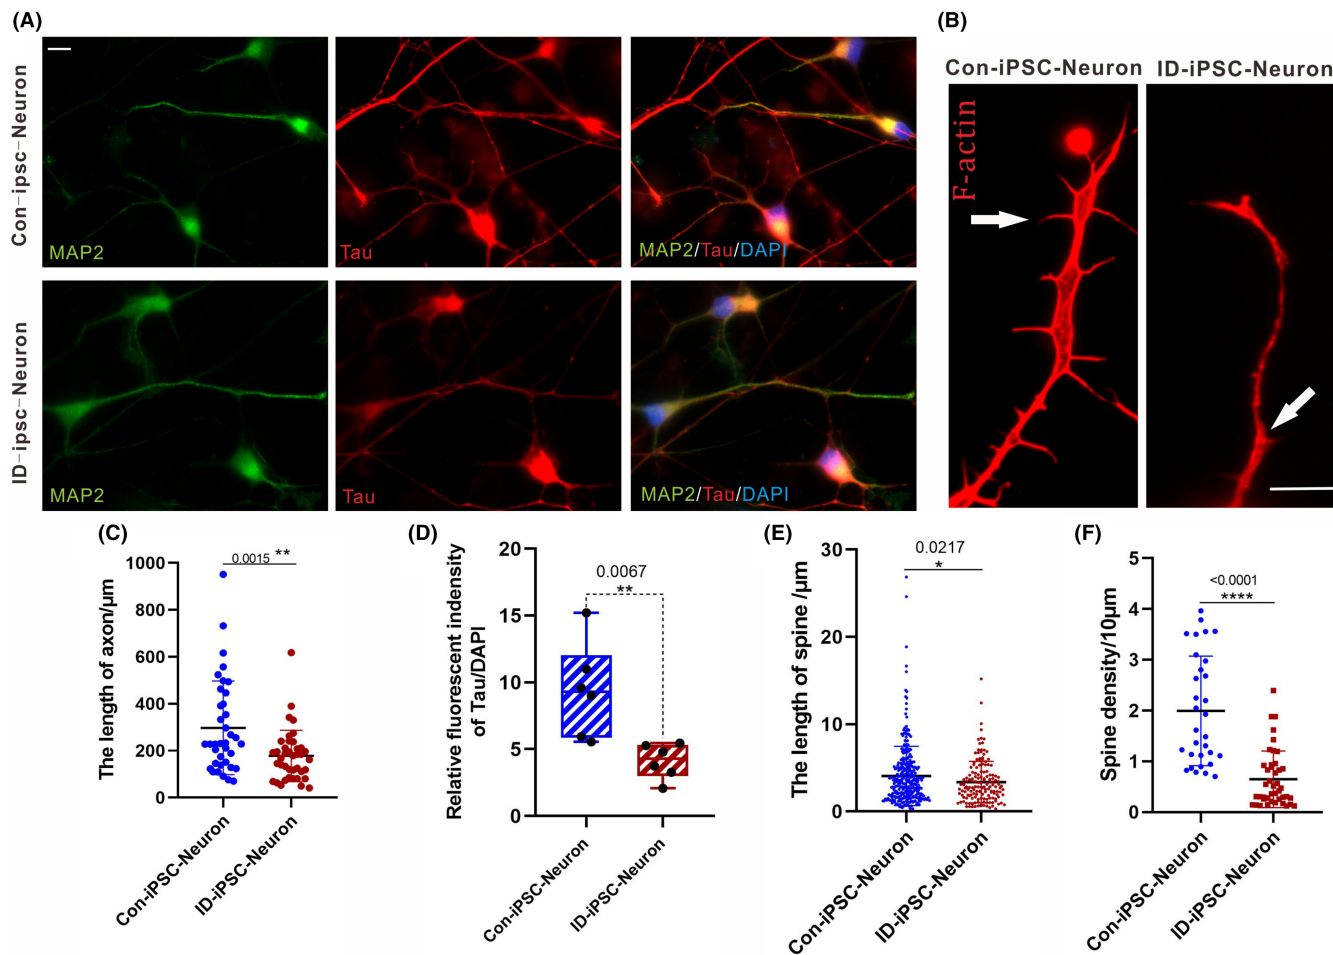 (A)
Con-ipsc-Neuron
MAP2
Tau
MAP2/Tau/DAPI
ID-ipsc-Neuron
MAP2
Tau
MAP2/Tau/DAPI
(B)
Con-iPSC-Neuron
ID-iPSC-Neuron
F-actin
(C)
The length of axon/μm
1000
800
600
400
200
0
0.0015 **
Con-iPSC-Neuron
ID-iPSC-Neuron
(D)
Relative fluorescent indensity
of Tau/DAPI
20
15
10
5
0
0.0067
**
Con-iPSC-Neuron
ID-iPSC-Neuron
(E)
The length of spine /μm
30
20
10
0
0.0217
*
Con-iPSC-Neuron
ID-iPSC-Neuron
(F)
Spine density/10μm
5
4
3
2
1
0
<0.0001
****
Con-iPSC-Neuron
ID-iPSC-Neuron